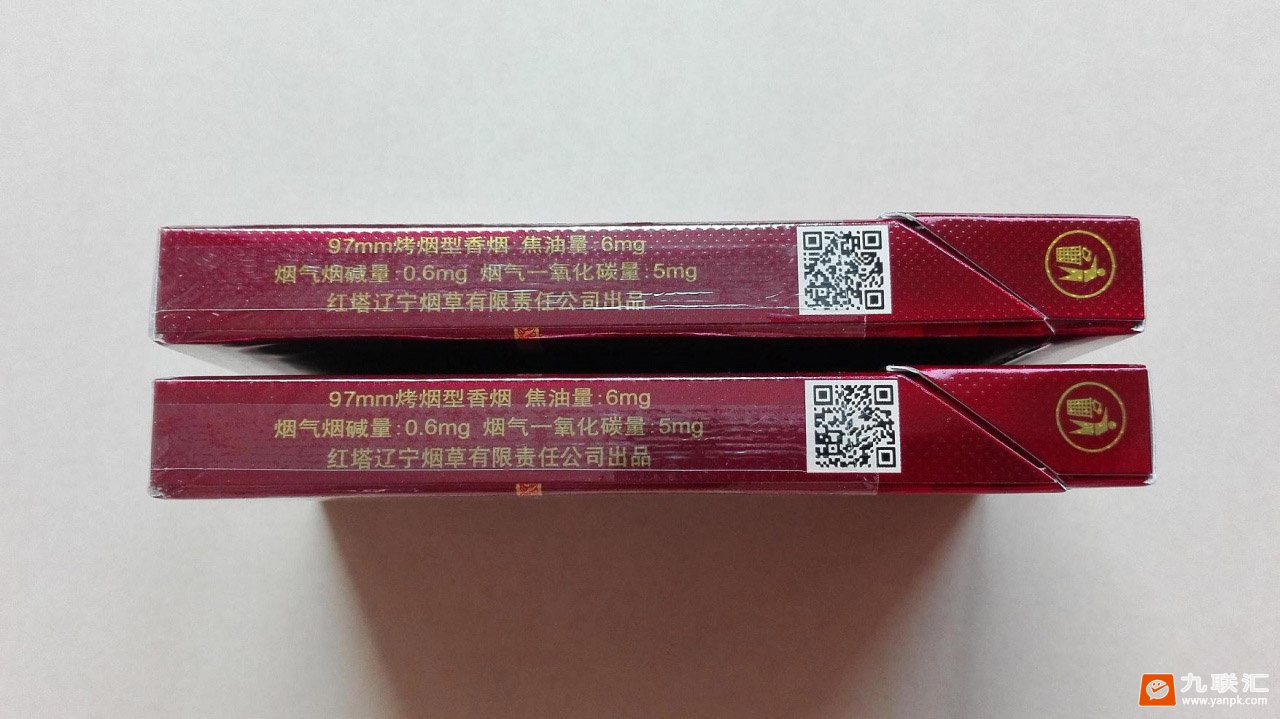 97mm烤烟型香烟 焦油量:6mg
烟气烟碱量:0.6mg 烟气一氧化碳量:5mg
红塔辽宁烟草有限责任公司出品
97mm烤烟型香烟 焦油量:6mg
烟气烟碱量:0.6mg 烟气一氧化碳量:5mg
红塔辽宁烟草有限责任公司出品
九联汇
www.yanpk.com